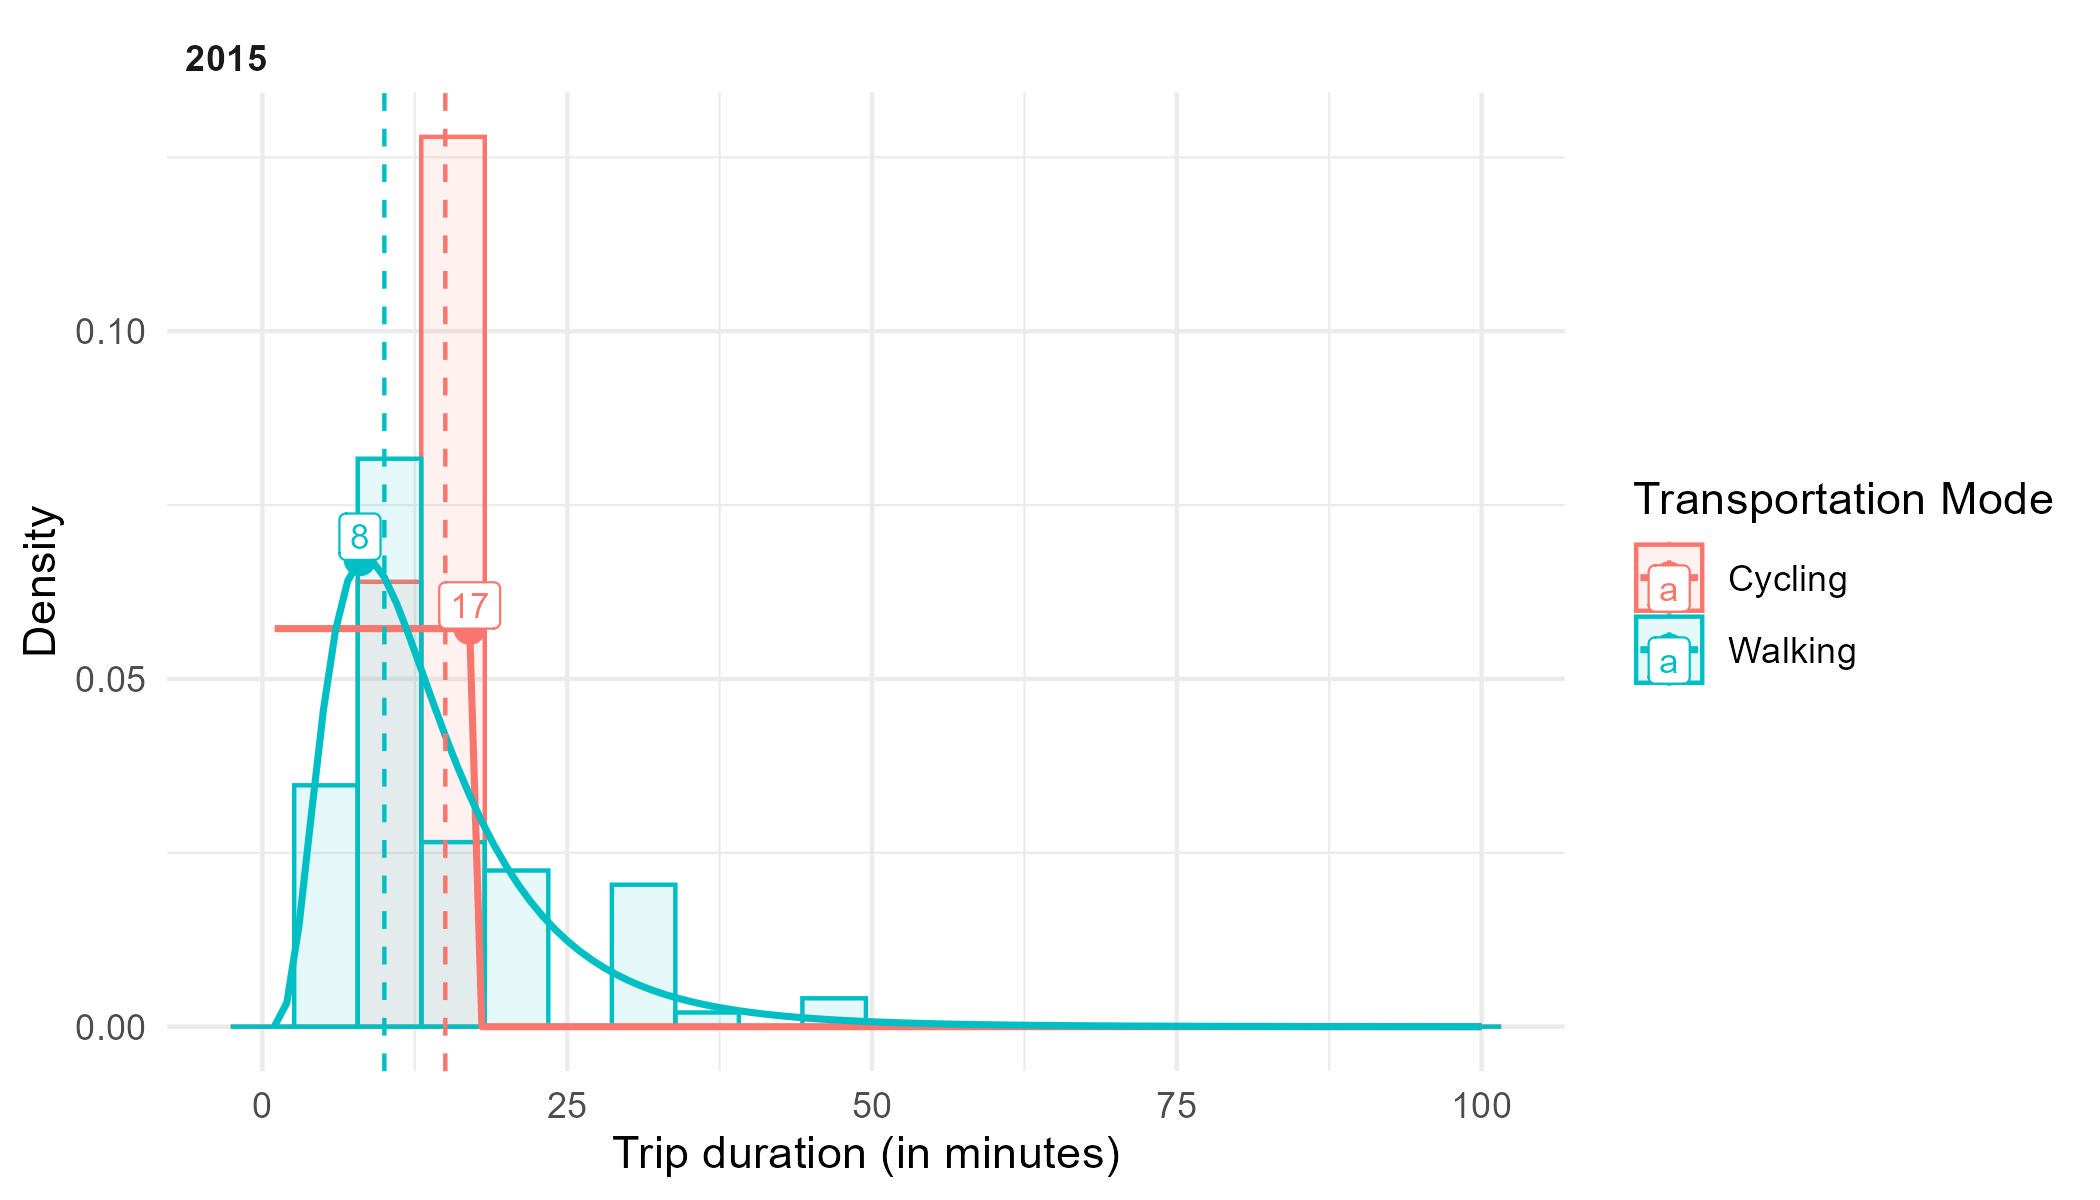 2015
0.10
0.05
0.00
Density
8
17
0
25
50
75
100
Trip duration (in minutes)
Transportation Mode
a Cycling
a Walking